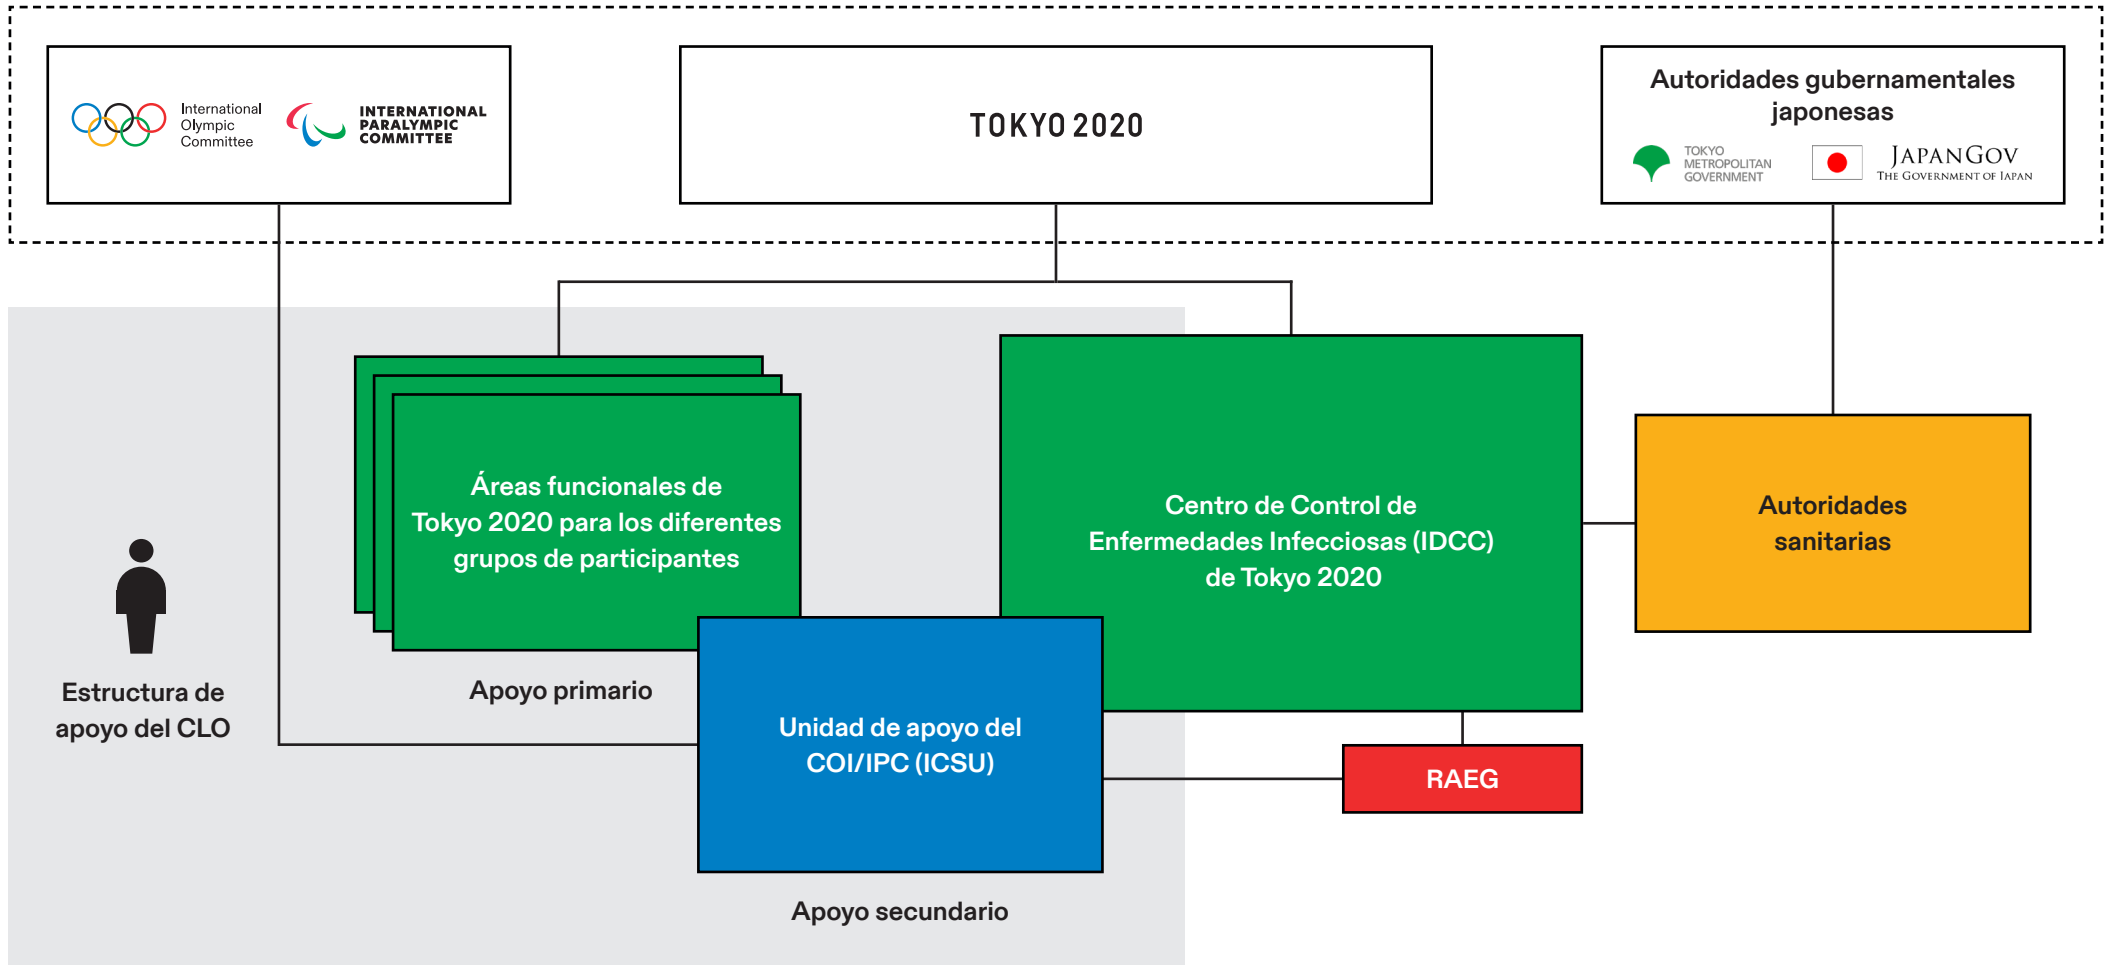 International
Olympic
Committee
INTERNATIONAL
PARALYMPIC
COMMITTEE
TOKYO 2020
Autoridades gubernamentales
japonesas
TOKYO
METROPOLITAN
GOVERNMENT
JAPANGOV
THE GOVERNMENT OF JAPAN
Áreas funcionales de
Tokyo 2020 para los diferentes
grupos de participantes
Centro de Control de
Enfermedades Infecciosas (IDCC)
de Tokyo 2020
Autoridades
sanitarias
Estructura de
apoyo del CLO
Apoyo primario
Unidad de apoyo del
COI/IPC (ICSU)
RAEG
Apoyo secundario